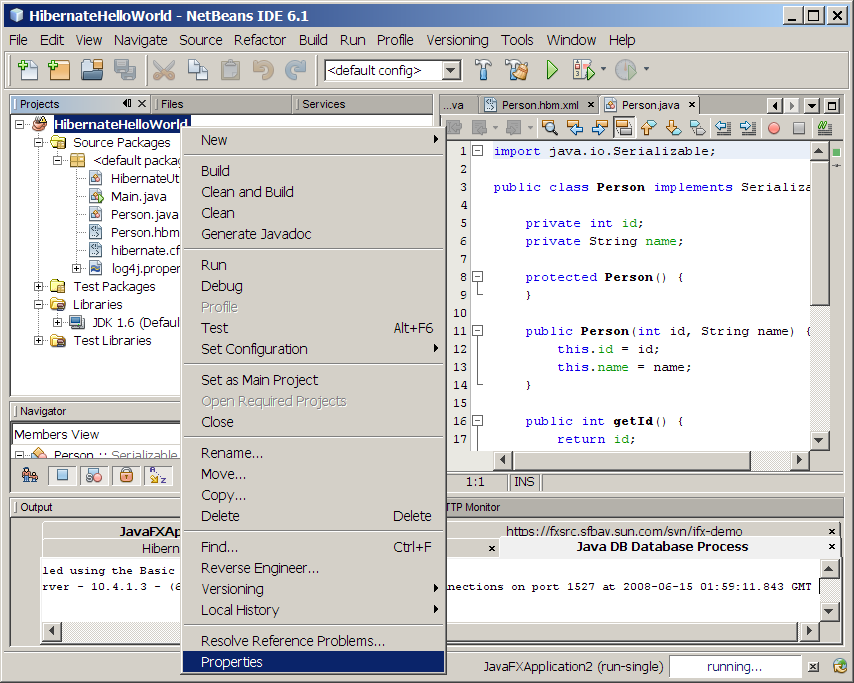 HibernateHelloWorld - NetBeans IDE 6.1
File Edit View Navigate Source Refactor Build Run Profile Versioning Tools Window Help
<default config>
Projects
Files
Services
HibernateHelloWorld
Source Packages
<default packag
HibernateUt
Main.java
Person.java
Person.hbm
hibernate.cf
log4j.proper
Test Packages
Libraries
JDK 1.6 (Defaul
Test Libraries
Navigator
Members View
Person :: Serializable
New
Build
Clean and Build
Clean
Generate Javadoc
Run
Debug
Profile
Test Alt+F6
Set Configuration
Set as Main Project
Open Required Projects
Close
Rename...
Move...
Copy...
Delete Delete
Find... Ctrl+F
Reverse Engineer...
Versioning
Local History
Resolve Reference Problems...
Properties
...va
Person.hbm.xml
Person.java
1 import java.io.Serializable;
2
3 public class Person implements Serializa
4
5 private int id;
6 private String name;
7
8 protected Person() {
9 }
10
11 public Person(int id, String name) {
12 this.id = id;
13 this.name = name;
14 }
15
16 public int getId() {
17 return id;
1:1 INS
Output
TTP Monitor
JavaFXAp
https://fxsrc.sfbay.sun.com/svn/jfx-demo
Hibern
Java DB Database Process
led using the Basic
rver - 10.4.1.3 - (6
nnections on port 1527 at 2008-06-15 01:59:11.843 GMT
JavaFXApplication2 (run-single)
running...